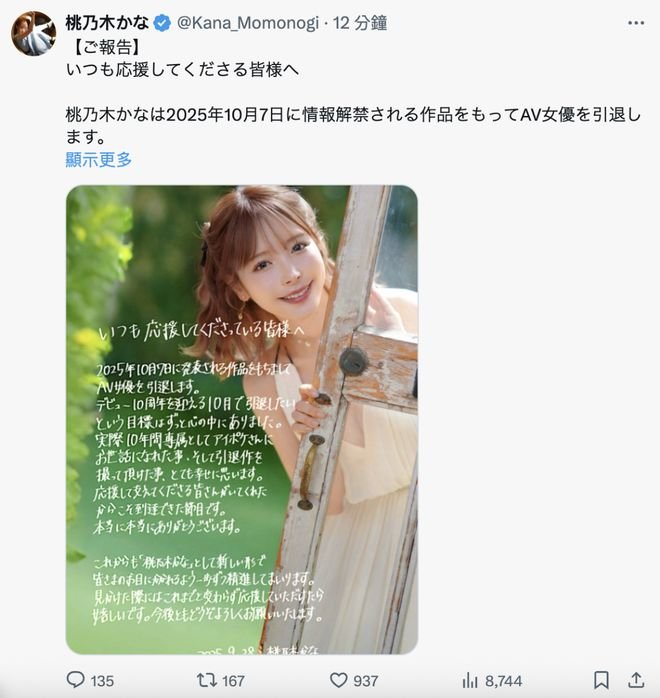 桃乃木かな @Kana_Momonogi · 12 分鐘
【ご報告】
いつも応援してくださる皆様へ
桃乃木かなは2025年10月7日に情報解禁される作品をもってAV女優を引退し
ます。
顯示更多
いつも応援してくださっている皆様へ
2025年10月7日に発表される作品をもちまして
AV女優を引退します。
デビュー10周年を迎える10月で引退したい
という目標はずっと心の中にありました。
実際10年間専属としてアイポケさんに
お世話になれた事、そして引退作を
撮って頂けた事、とても幸せに思います。
応援して支えてくださる皆さんがいてくれた
からこそ到達できた節目です。
本当に本当にありがとうございます。
これからも「桃乃木かな」として新しい形で
皆さまのお目にかかれるよう一歩ずつ精進してまいります。
見かけた際にはこれまでと変わらず応援していただけたら
嬉しいです。今後ともどうぞよろしくお願いいたします。
2025.9.28 桃乃木かな
135 167 937 8,744